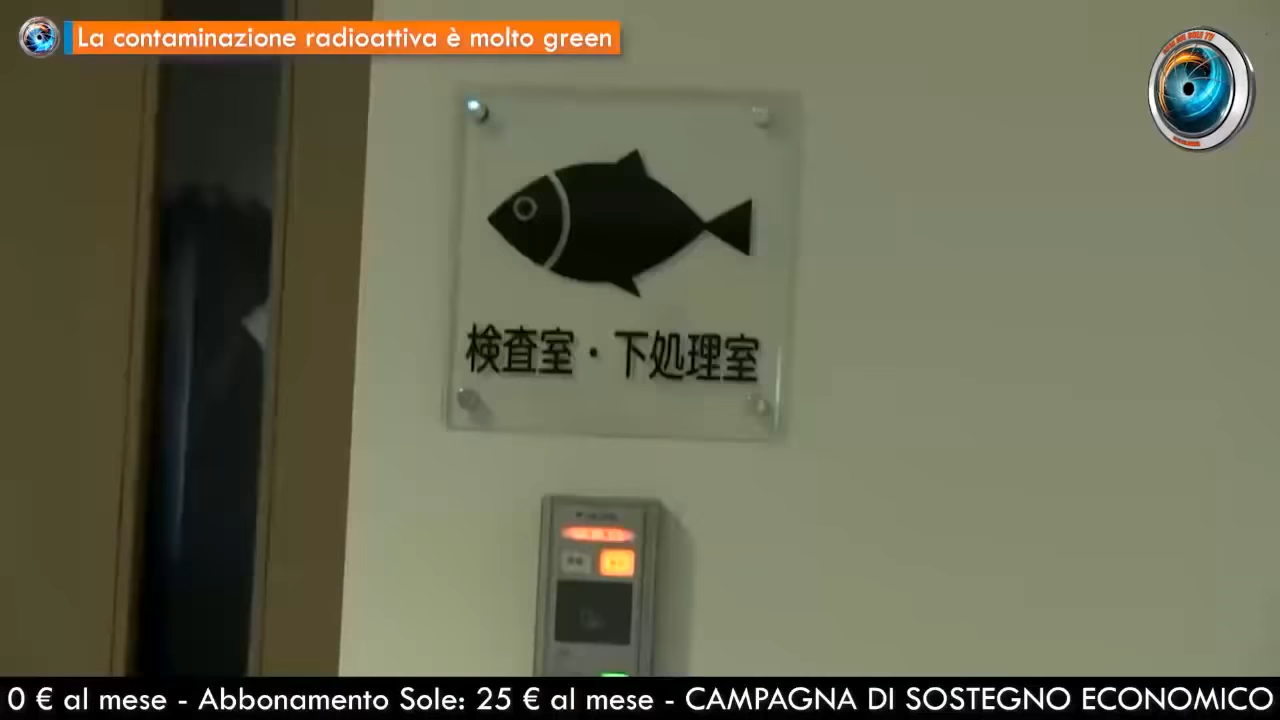 La contaminazione radioattiva è molto green
検査室・下処理室
0 € al mese - Abbonamento Sole: 25 € al mese - CAMPAGNA DI SOSTEGNO ECONOMICO